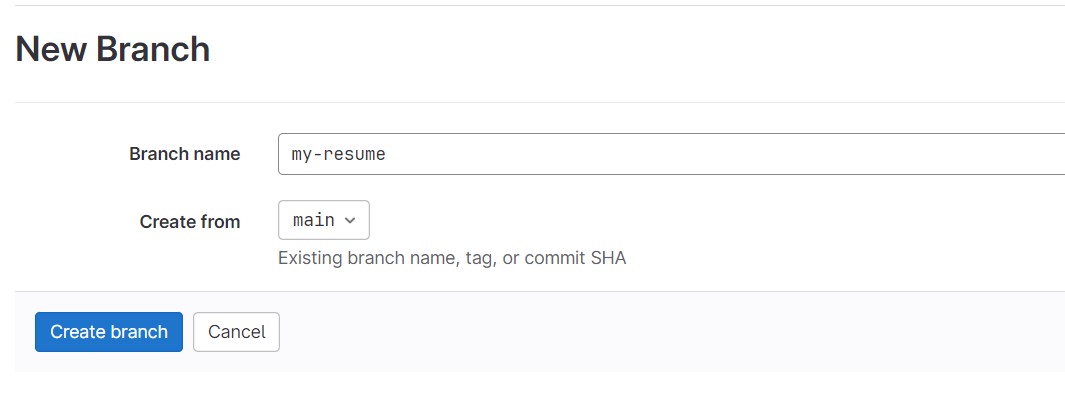 New Branch
Branch name
my-resume
Create from
main
Existing branch name, tag, or commit SHA
Create branch
Cancel